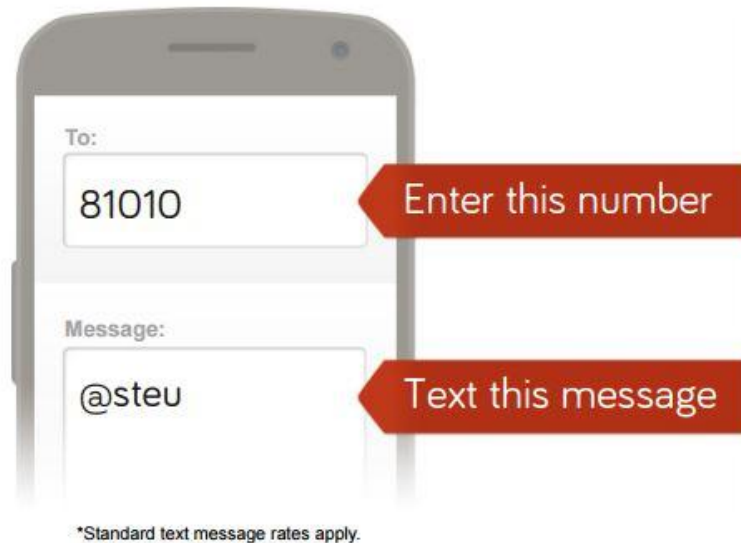 To:
81010
Enter this number
Message:
@steu
Text this message
*Standard text message rates apply.